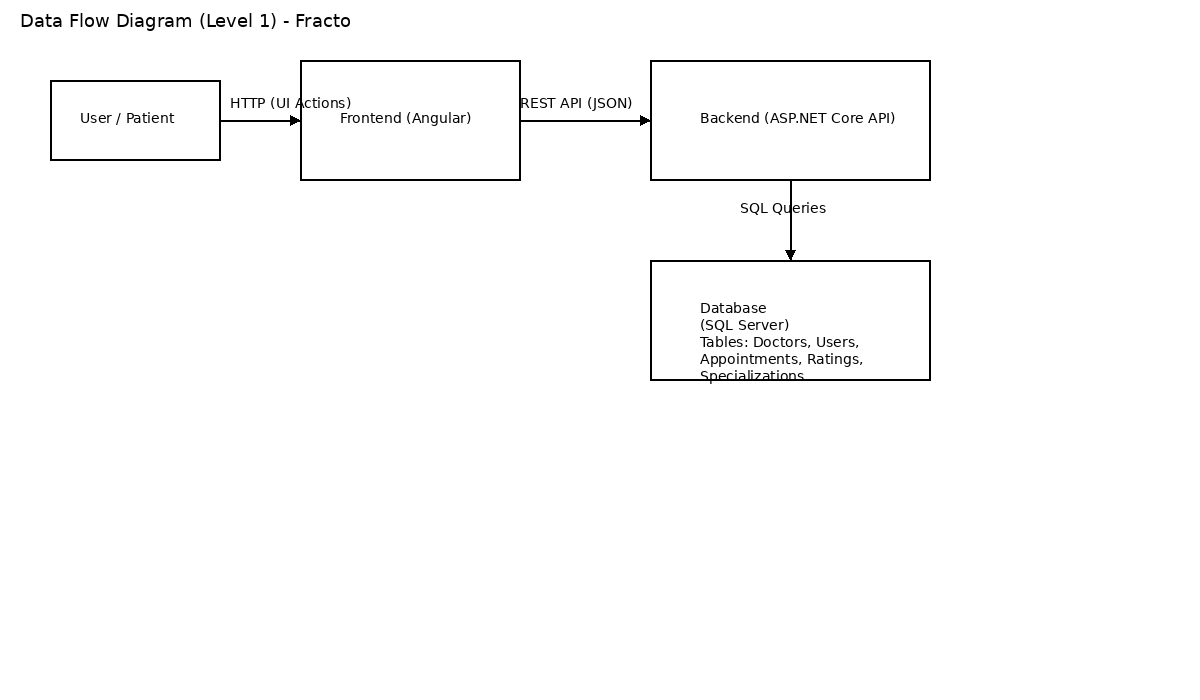 Data Flow Diagram (Level 1) - Fracto
User / Patient
HTTP (UI Actions)
Frontend (Angular)
REST API (JSON)
Backend (ASP.NET Core API)
SQL Queries
Database
(SQL Server)
Tables: Doctors, Users,
Appointments, Ratings,
Specializations